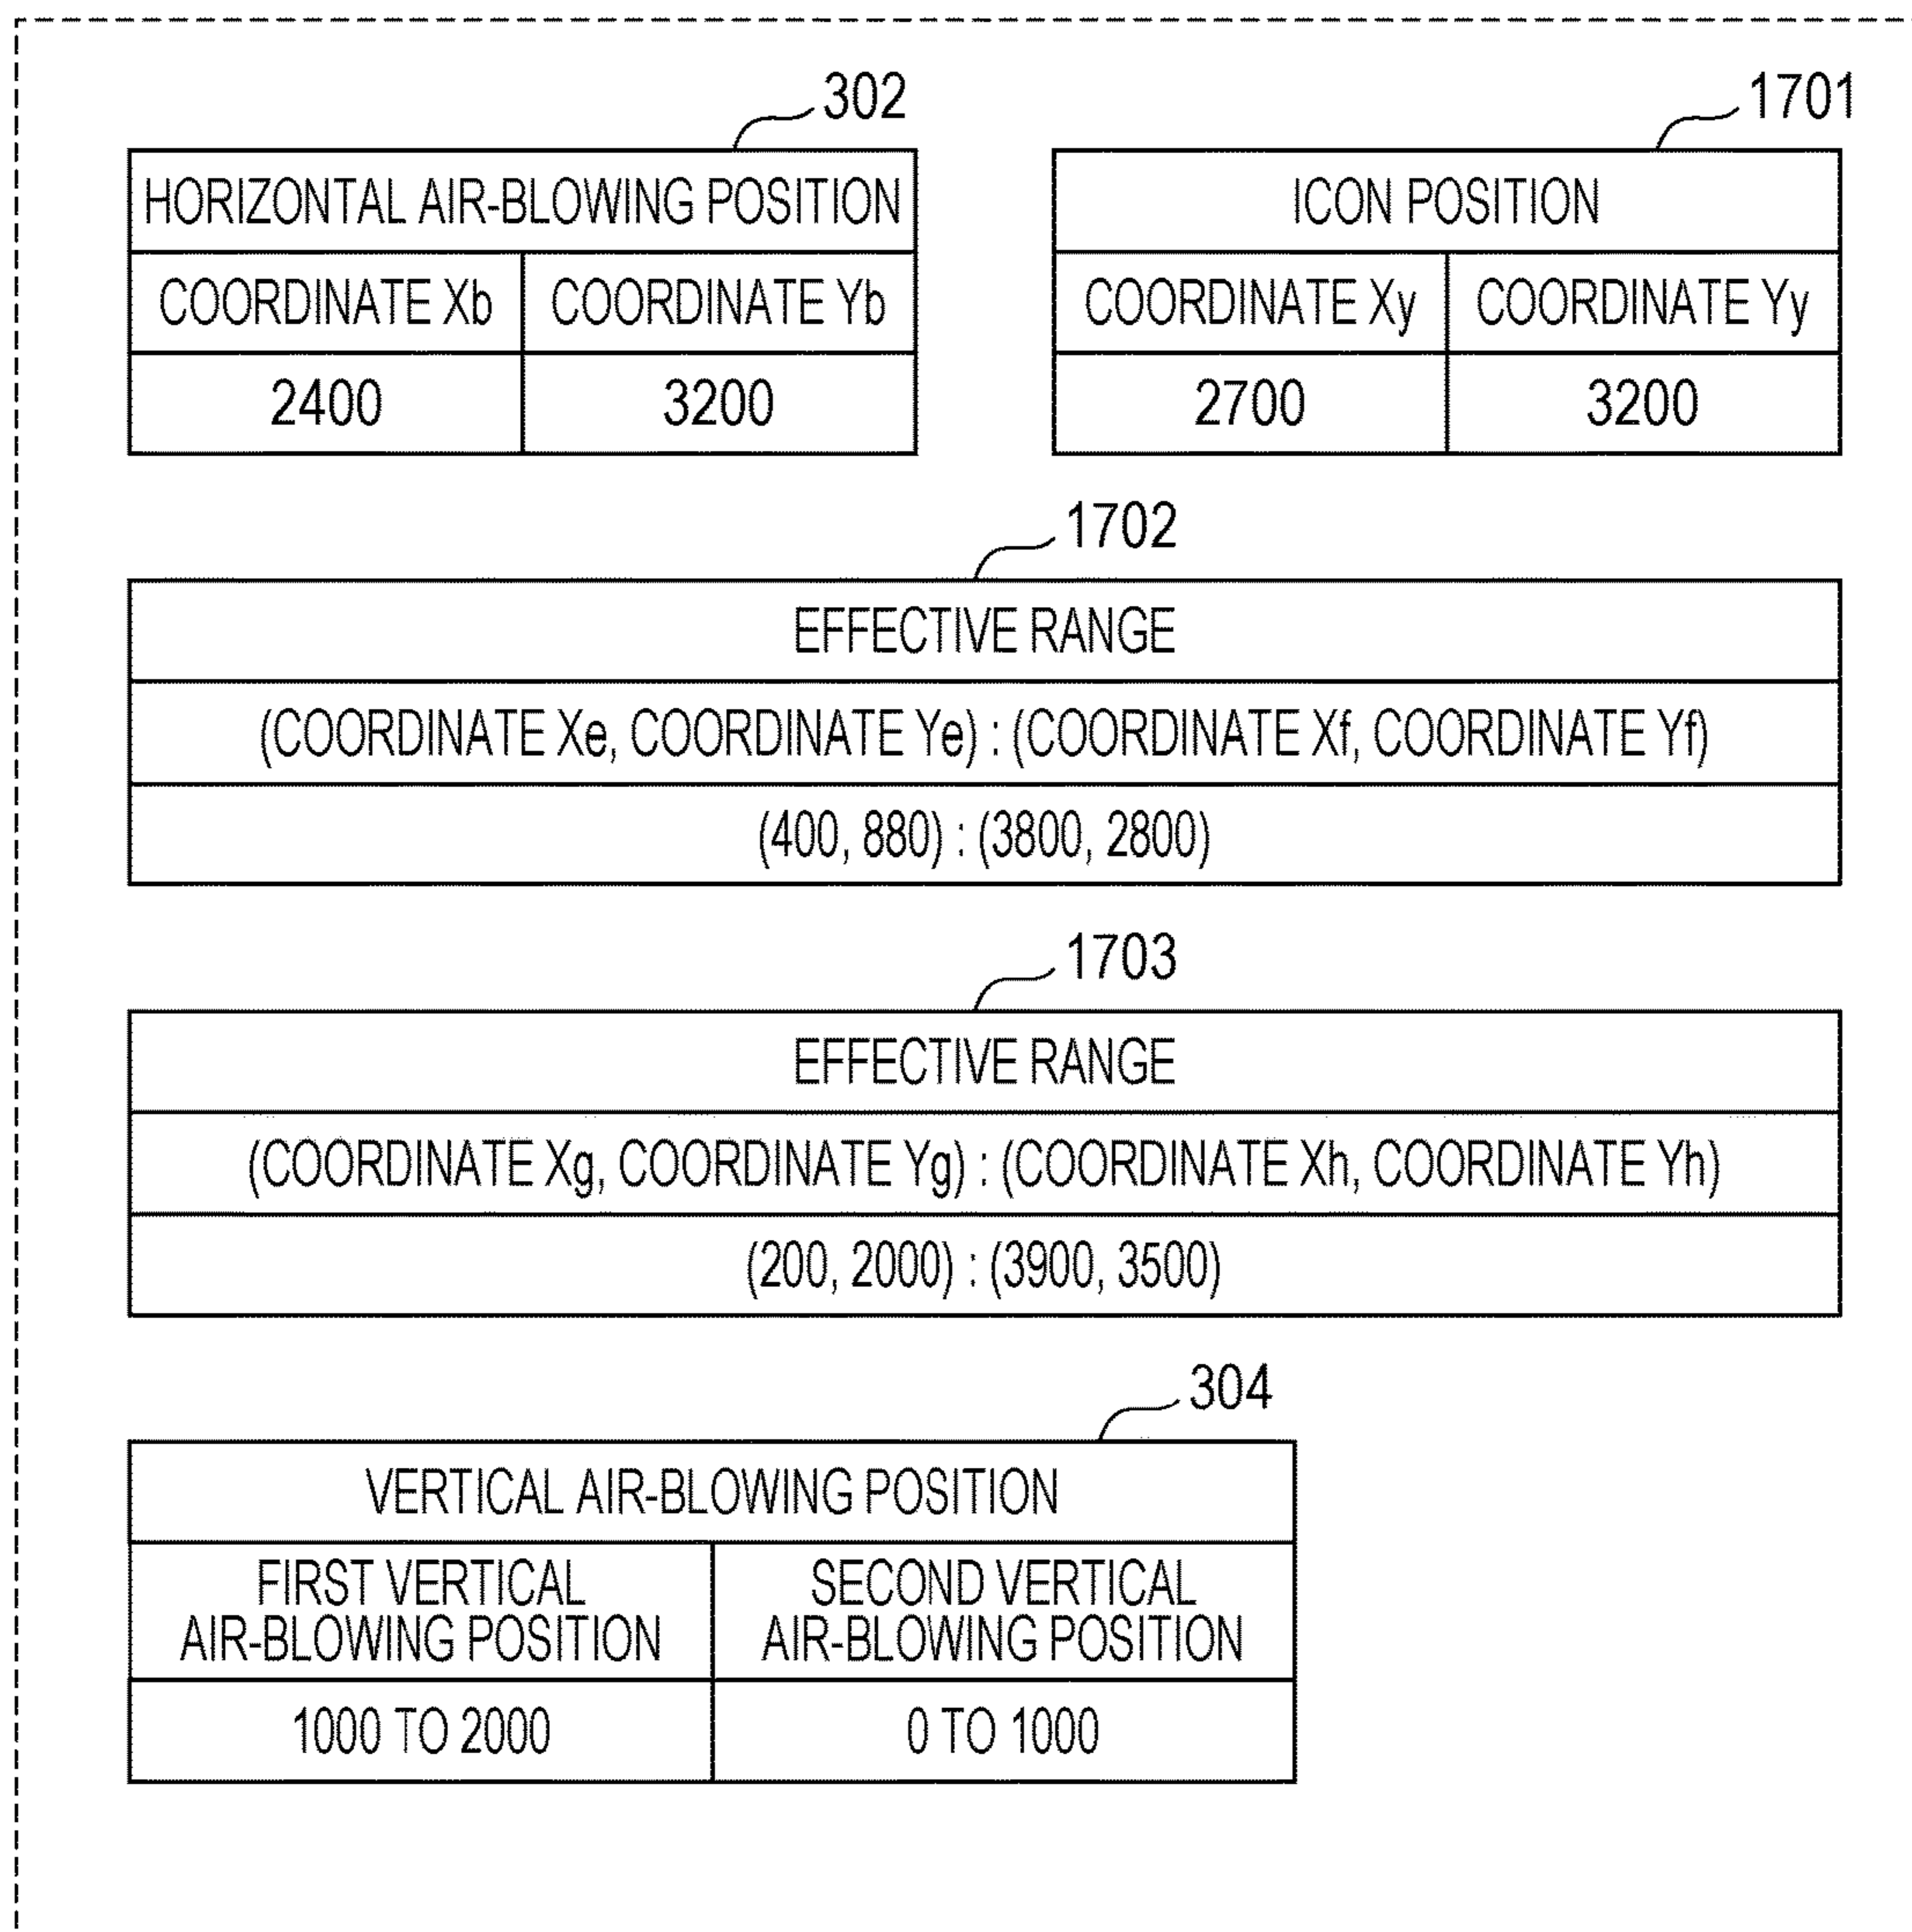 302
1701
HORIZONTAL AIR-BLOWING POSITION
ICON POSITION
COORDINATE Xb
COORDINATE Yb
COORDINATE Xy
COORDINATE Yy
2400
3200
2700
3200
1702
EFFECTIVE RANGE
(COORDINATE Xe, COORDINATE Ye) : (COORDINATE Xf, COORDINATE Yf)
(400, 880) : (3800, 2800)
1703
EFFECTIVE RANGE
(COORDINATE Xg, COORDINATE Yg) : (COORDINATE Xh, COORDINATE Yh)
(200, 2000) : (3900, 3500)
304
VERTICAL AIR-BLOWING POSITION
FIRST VERTICAL
AIR-BLOWING POSITION
SECOND VERTICAL
AIR-BLOWING POSITION
1000 TO 2000
0 TO 1000